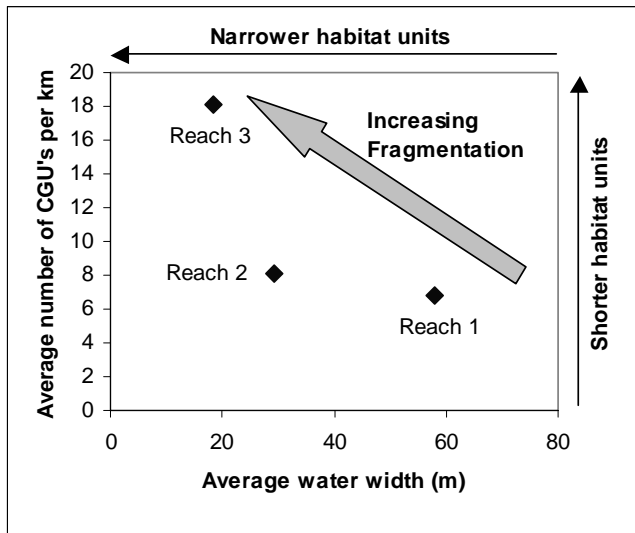 Narrower habitat units
20
18
16
14
12
10
8
6
4
2
0
Average number of CGU's per km
Reach 3
Increasing
Fragmentation
Reach 2
Reach 1
Shorter habitat units
0 20 40 60 80
Average water width (m)